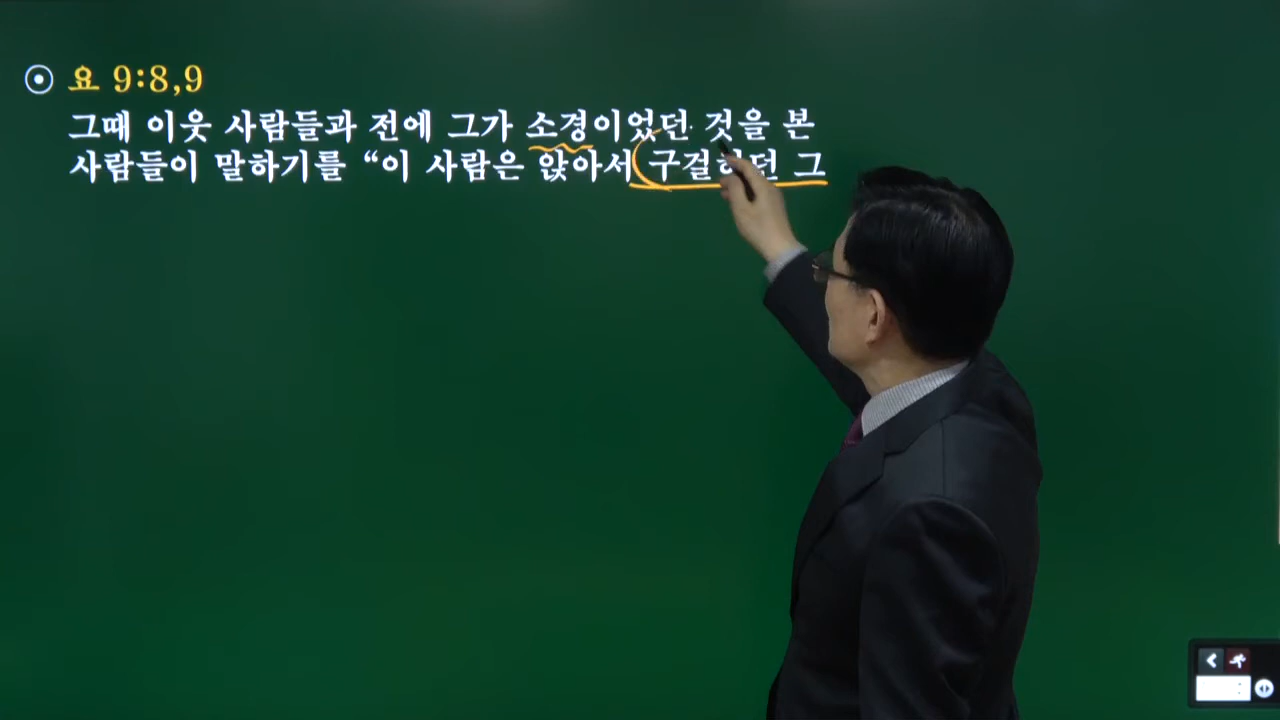 ⊙ 요 9:8,9
그때 이웃 사람들과 전에 그가 소경이었던 것을 본
사람들이 말하기를 “이 사람은 앉아서 구걸하던 그